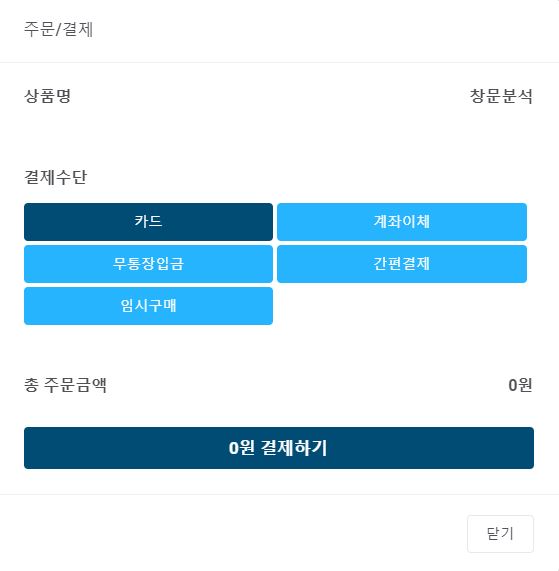 주문/결제
상품명 창문분석
결제수단
카드 계좌이체
무통장입금 간편결제
임시구매
총 주문금액 0원
0원 결제하기
닫기